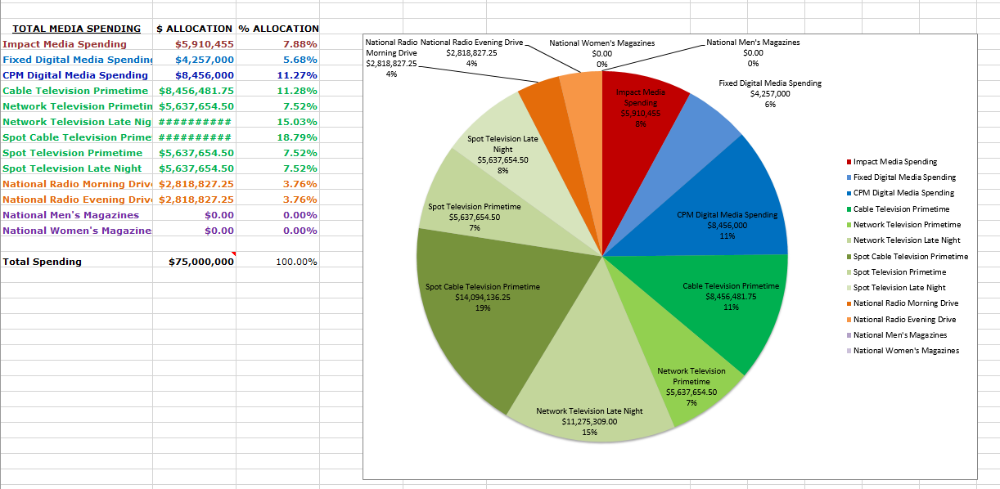 TOTAL MEDIA SPENDING $ ALLOCATION % ALLOCATION
Impact Media Spending $5,910,455 7.88%
Fixed Digital Media Spending $4,257,000 5.68%
CPM Digital Media Spending $8,456,000 11.27%
Cable Television Primetime $8,456,481.75 11.28%
Network Television Primetin $5,637,654.50 7.52%
Network Television Late Nig ########## 15.03%
Spot Cable Television Prime ########## 18.79%
Spot Television Primetime $5,637,654.50 7.52%
Spot Television Late Night $5,637,654.50 7.52%
National Radio Morning Driv $2,818,827.25 3.76%
National Radio Evening Driv $2,818,827.25 3.76%
National Men's Magazines $0.00 0.00%
National Women's Magazine $0.00 0.00%
Total Spending $75,000,000 100.00%
National Radio
Morning Drive
$2,818,827.25
4%
National Radio Evening Drive
$2,818,827.25
4%
National Women's Magazines
$0.00
0%
National Men's Magazines
$0.00
0%
Fixed Digital Media Spending
$4,257,000
6%
Impact Media
Spending
$5,910,455
8%
Spot Television Late
Night
$5,637,654.50
8%
Spot Television Primetime
$5,637,654.50
7%
CPM Digital Media Spending
$8,456,000
11%
Spot Cable Television Primetime
$14,094,136.25
19%
Cable Television Primetime
$8,456,481.75
11%
Network Television
Primetime
$5,637,654.50
7%
Network Television Late Night
$11,275,309.00
15%
Impact Media Spending
Fixed Digital Media Spending
CPM Digital Media Spending
Cable Television Primetime
Network Television Primetime
Network Television Late Night
Spot Cable Television Primetime
Spot Television Primetime
Spot Television Late Night
National Radio Morning Drive
National Radio Evening Drive
National Men's Magazines
National Women's Magazines